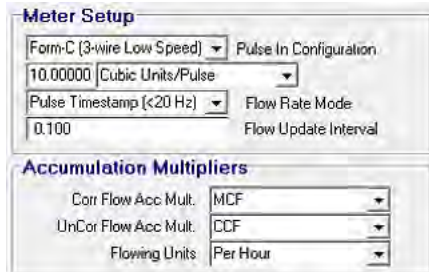 Meter Setup
Form-C (3-wire Low Speed) Pulse In Configuration
10.00000 Cubic Units/Pulse
Pulse Timestamp (<20 Hz) Flow Rate Mode
0.100 Flow Update Interval
Accumulation Multipliers
Corr Flow Acc Mult. MCF
UnCor Flow Acc Mult. CCF
Flowing Units Per Hour